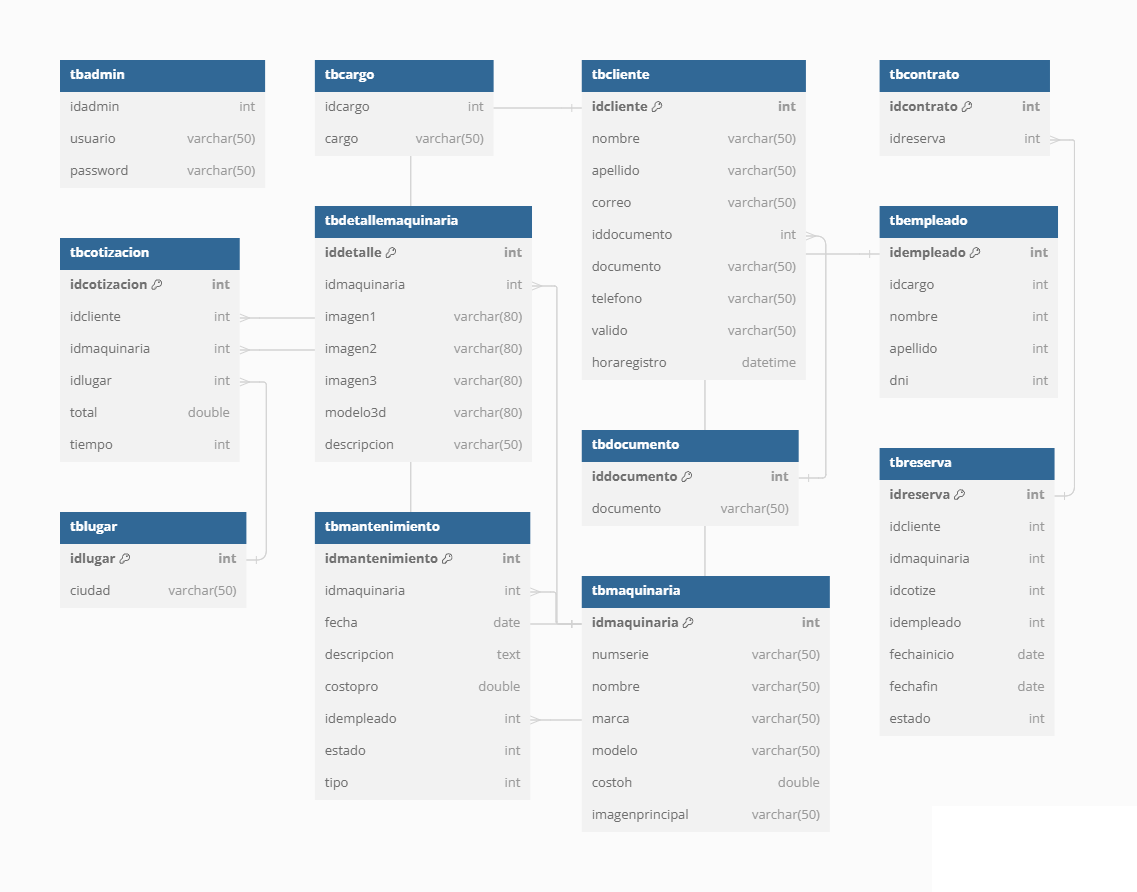 tbadmin
idadmin int
usuario varchar(50)
password varchar(50)
tbcotizacion
idcotizacion int
idcliente int
idmaquinaria int
idlugar int
total double
tiempo int
tblugar
idlugar int
ciudad varchar(50)
tbcargo
idcargo int
cargo varchar(50)
tbdetallemaquinaria
iddetalle int
idmaquinaria int
imagen1 varchar(80)
imagen2 varchar(80)
imagen3 varchar(80)
modelo3d varchar(80)
descripcion varchar(50)
tbmantenimiento
idmantenimiento int
idmaquinaria int
fecha date
descripcion text
costopro double
idempleado int
estado int
tipo int
tbcliente
idcliente int
nombre varchar(50)
apellido varchar(50)
correo varchar(50)
iddocumento int
documento varchar(50)
telefono varchar(50)
valido varchar(50)
horaregistro datetime
tbdocumento
iddocumento int
documento varchar(50)
tbmaquinaria
idmaquinaria int
numserie varchar(50)
nombre varchar(50)
marca varchar(50)
modelo varchar(50)
costoh double
imagenprincipal varchar(50)
tbcontrato
idcontrato int
idreserva int
tbempleado
idempleado int
idcargo int
nombre int
apellido int
dni int
tbreserva
idreserva int
idcliente int
idmaquinaria int
idcotize int
idempleado int
fechainicio date
fechafin date
estado int